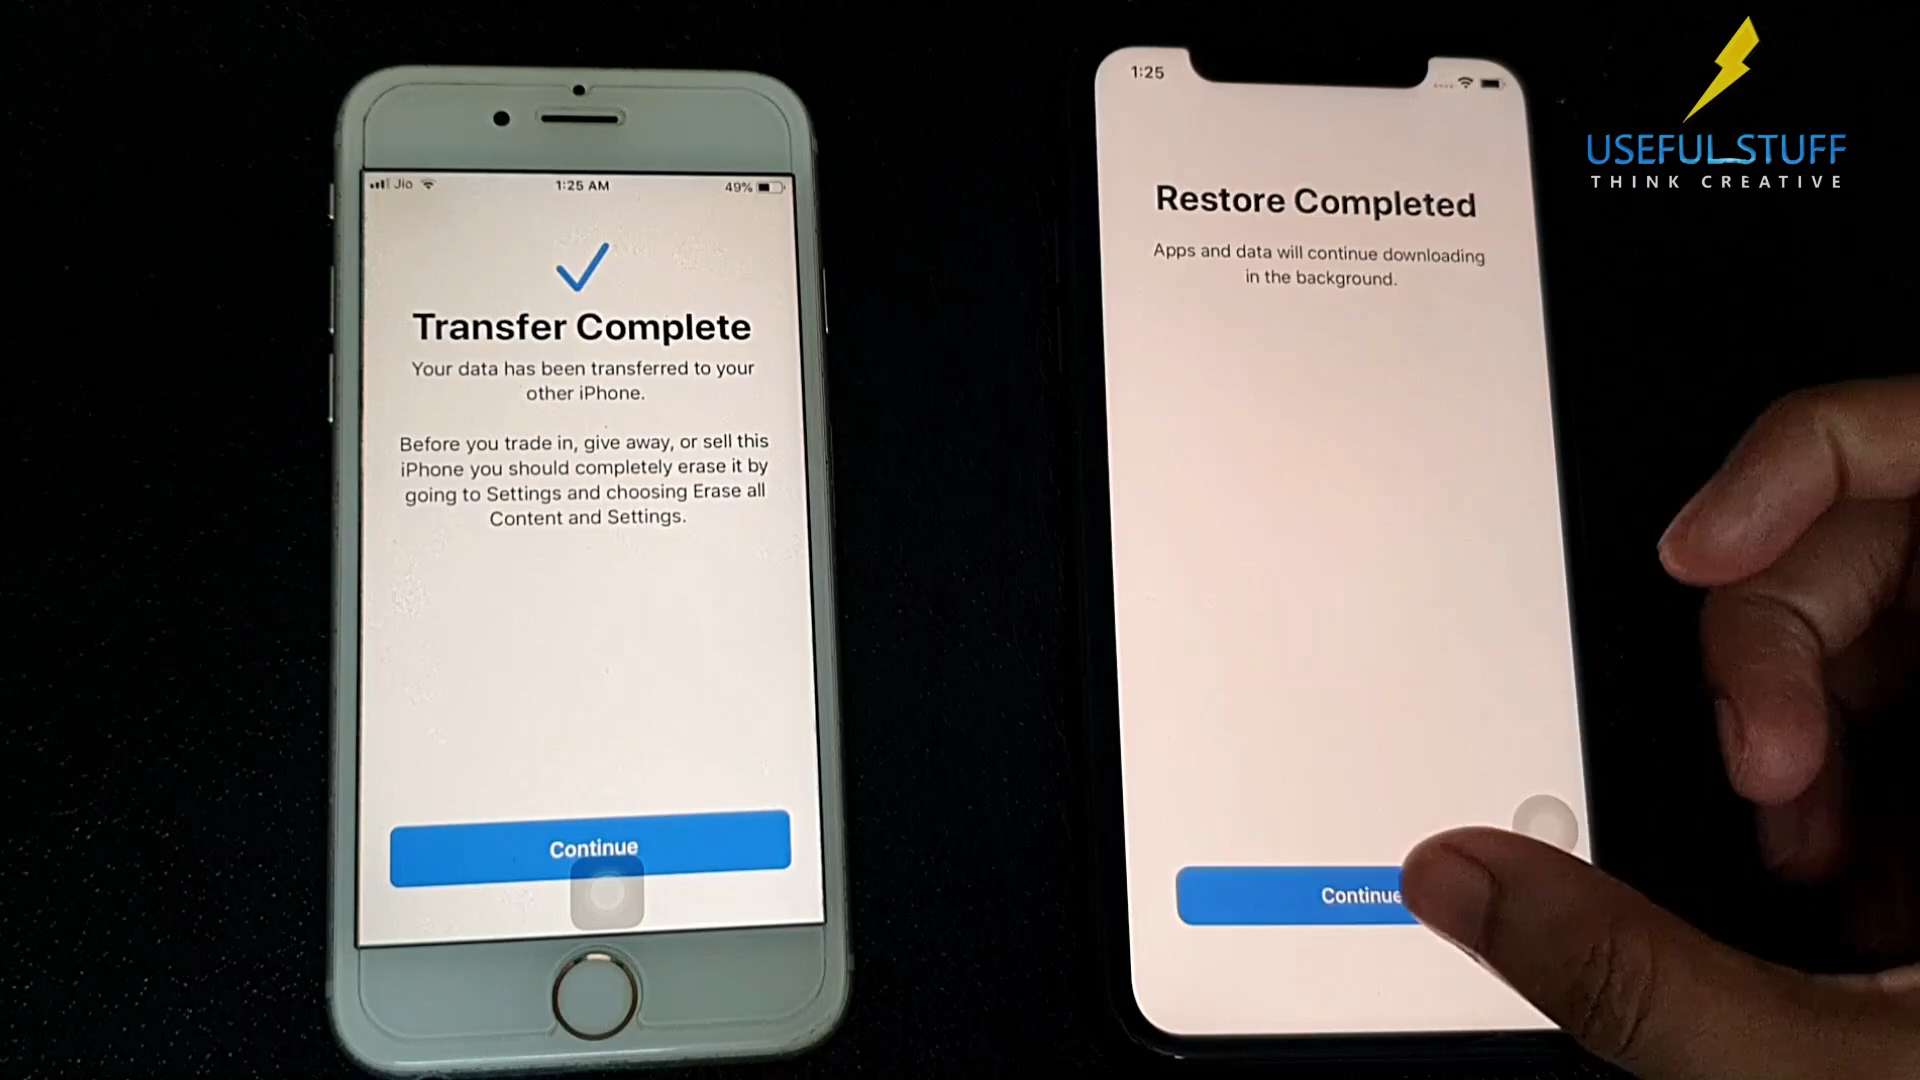 Jio
1:25 AM
49%
Transfer Complete
Your data has been transferred to your
other iPhone.
Before you trade in, give away, or sell this
iPhone you should completely erase it by
going to Settings and choosing Erase all
Content and Settings.
Continue
1:25
Restore Completed
Apps and data will continue downloading
in the background.
Continue
USEFUL_STUFF
THINK CREATIVE